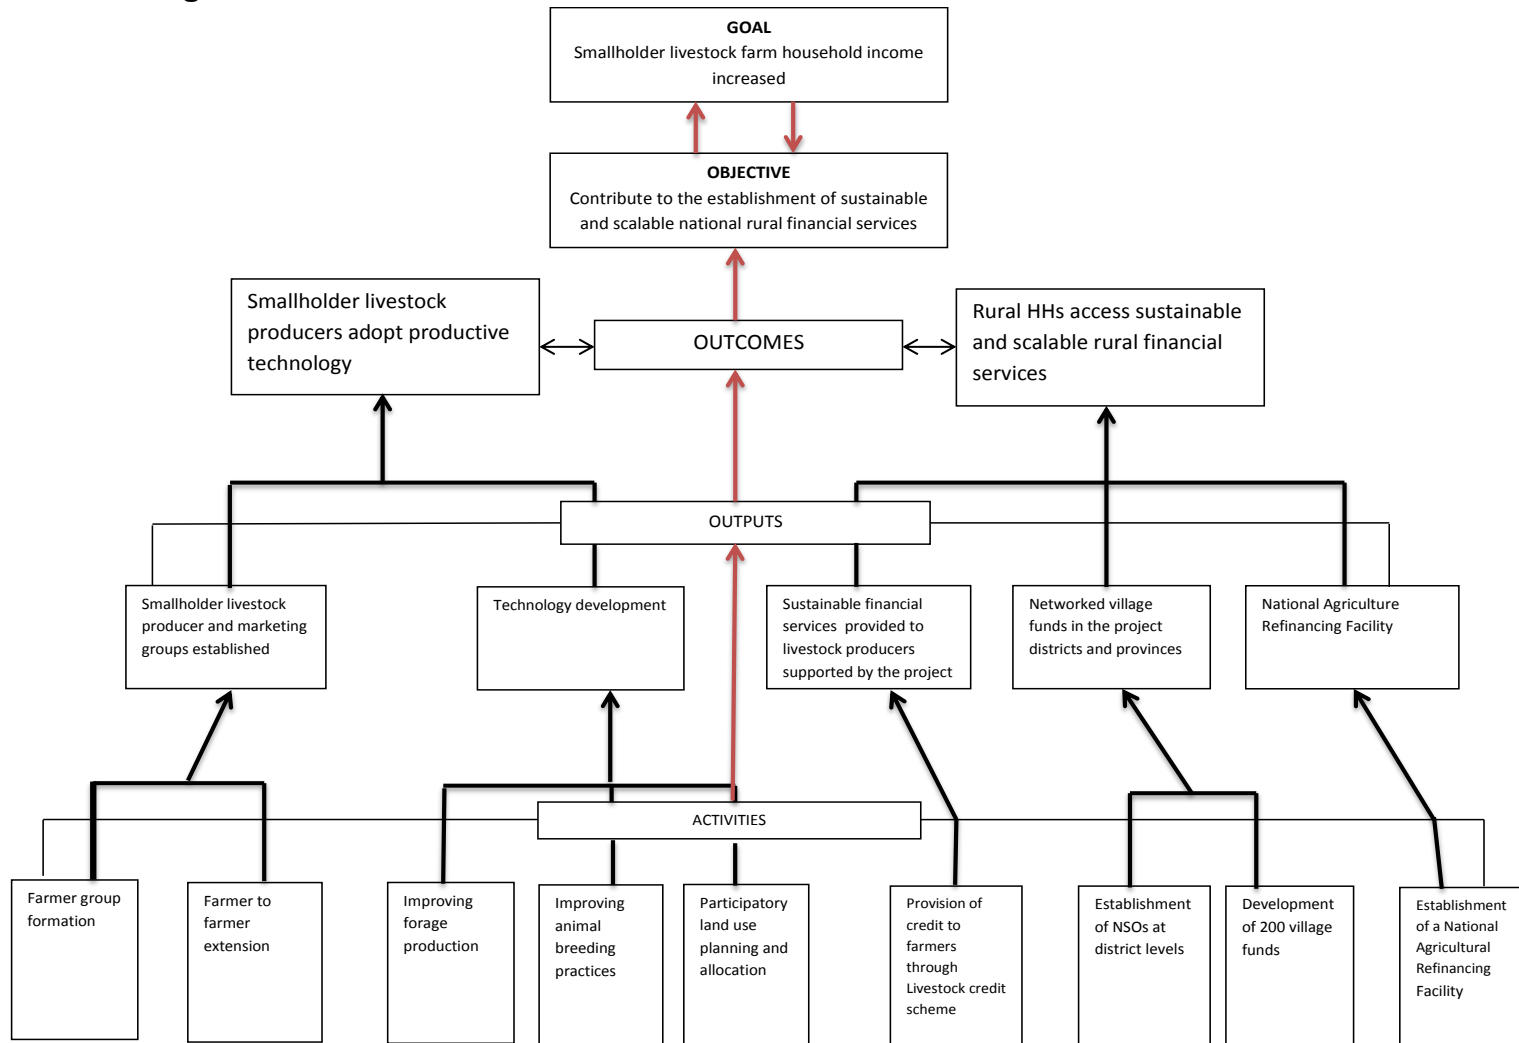 GOAL
Smallholder livestock farm household income
increased
OBJECTIVE
Contribute to the establishment of sustainable
and scalable national rural financial services
Smallholder livestock
producers adopt productive
technology
OUTCOMES
Rural HHs access sustainable
and scalable rural financial
services
OUTPUTS
Smallholder livestock
producer and marketing
groups established
Technology development
Sustainable financial
services provided to
livestock producers
supported by the project
Networked village
funds in the project
districts and provinces
National Agriculture
Refinancing Facility
ACTIVITIES
Farmer group
formation
Farmer to
farmer
extension
Improving
forage
production
Improving
animal
breeding
practices
Participatory
land use
planning and
allocation
Provision of
credit to
farmers
through
Livestock credit
scheme
Establishment
of NSOs at
district levels
Development
of 200 village
funds
Establishment
of a National
Agricultural
Refinancing
Facility